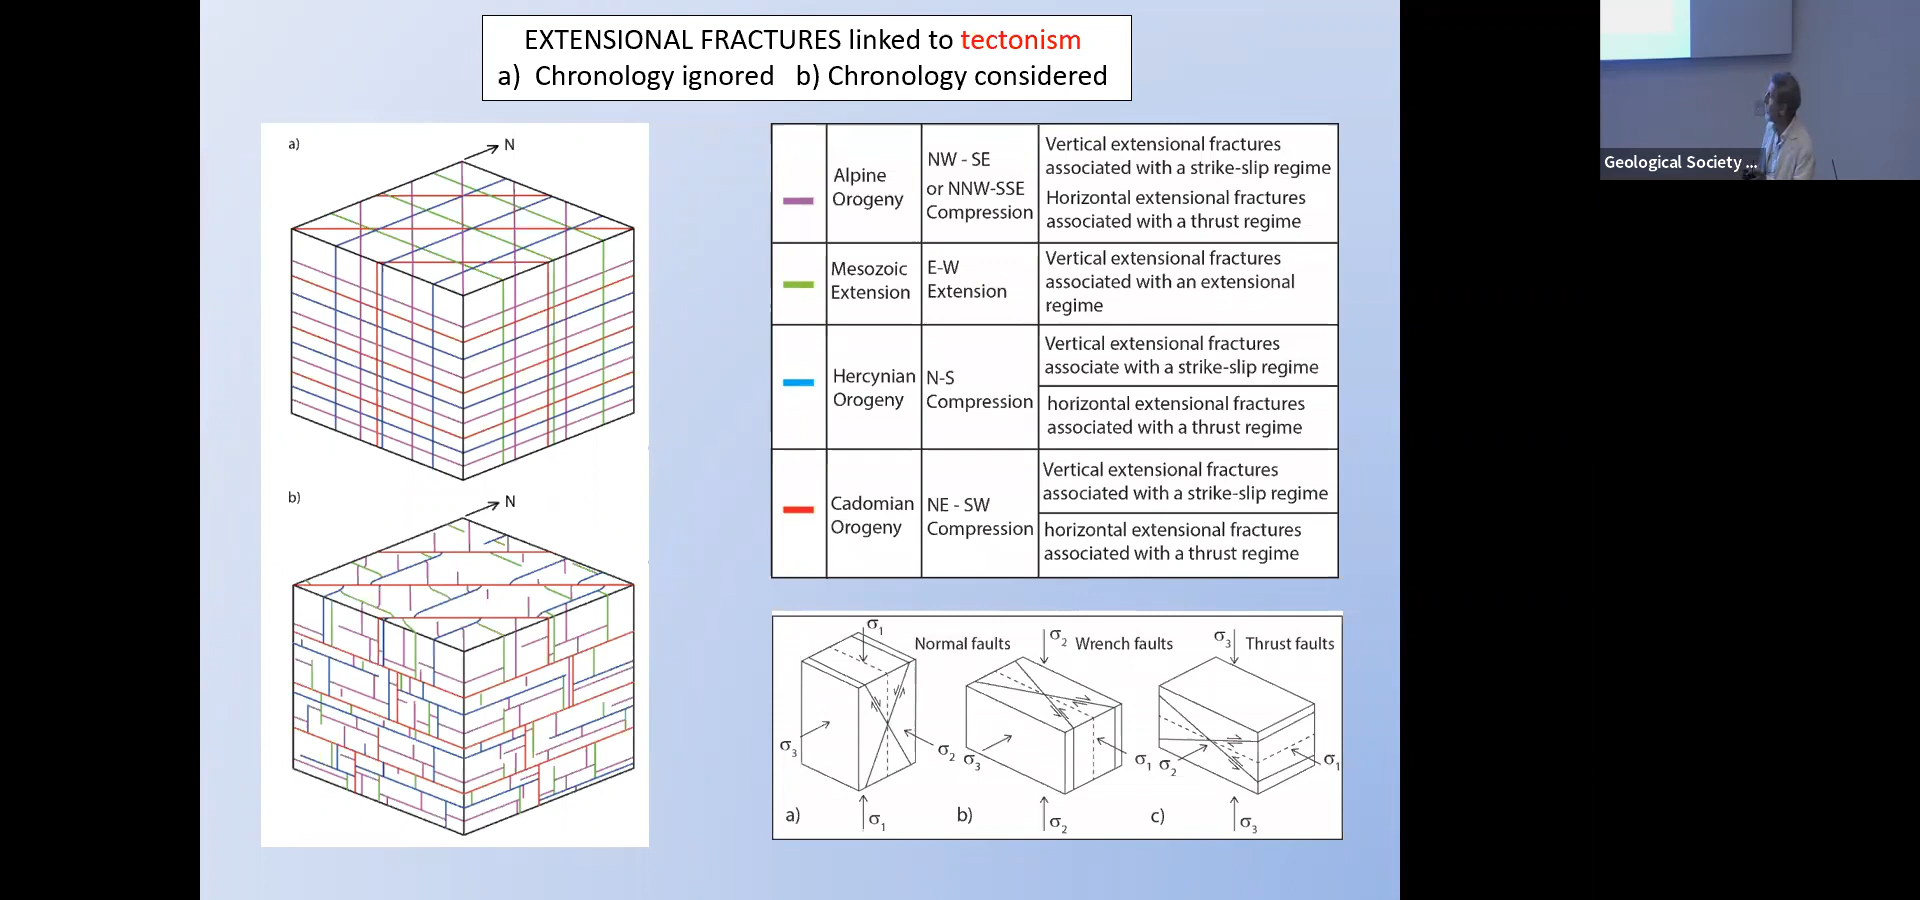 EXTENSIONAL FRACTURES linked to tectonism
a) Chronology ignored b) Chronology considered
a)
N
b)
N
Alpine
Orogeny
NW - SE
or NNW-SSE
Compression
Vertical extensional fractures
associated with a strike-slip regime
Horizontal extensional fractures
associated with a thrust regime
Mesozoic
Extension
E-W
Extension
Vertical extensional fractures
associated with an extensional
regime
Hercynian
Orogeny
N-S
Compression
Vertical extensional fractures
associate with a strike-slip regime
horizontal extensional fractures
associated with a thrust regime
Cadomian
Orogeny
NE - SW
Compression
Vertical extensional fractures
associated with a strike-slip regime
horizontal extensional fractures
associated with a thrust regime
σ1
Normal faults
σ3
σ2
a)
σ1
σ2
Wrench faults
σ3
σ1
b)
σ2
σ3
Thrust faults
σ2
σ1
c)
σ3
Geological Society ...